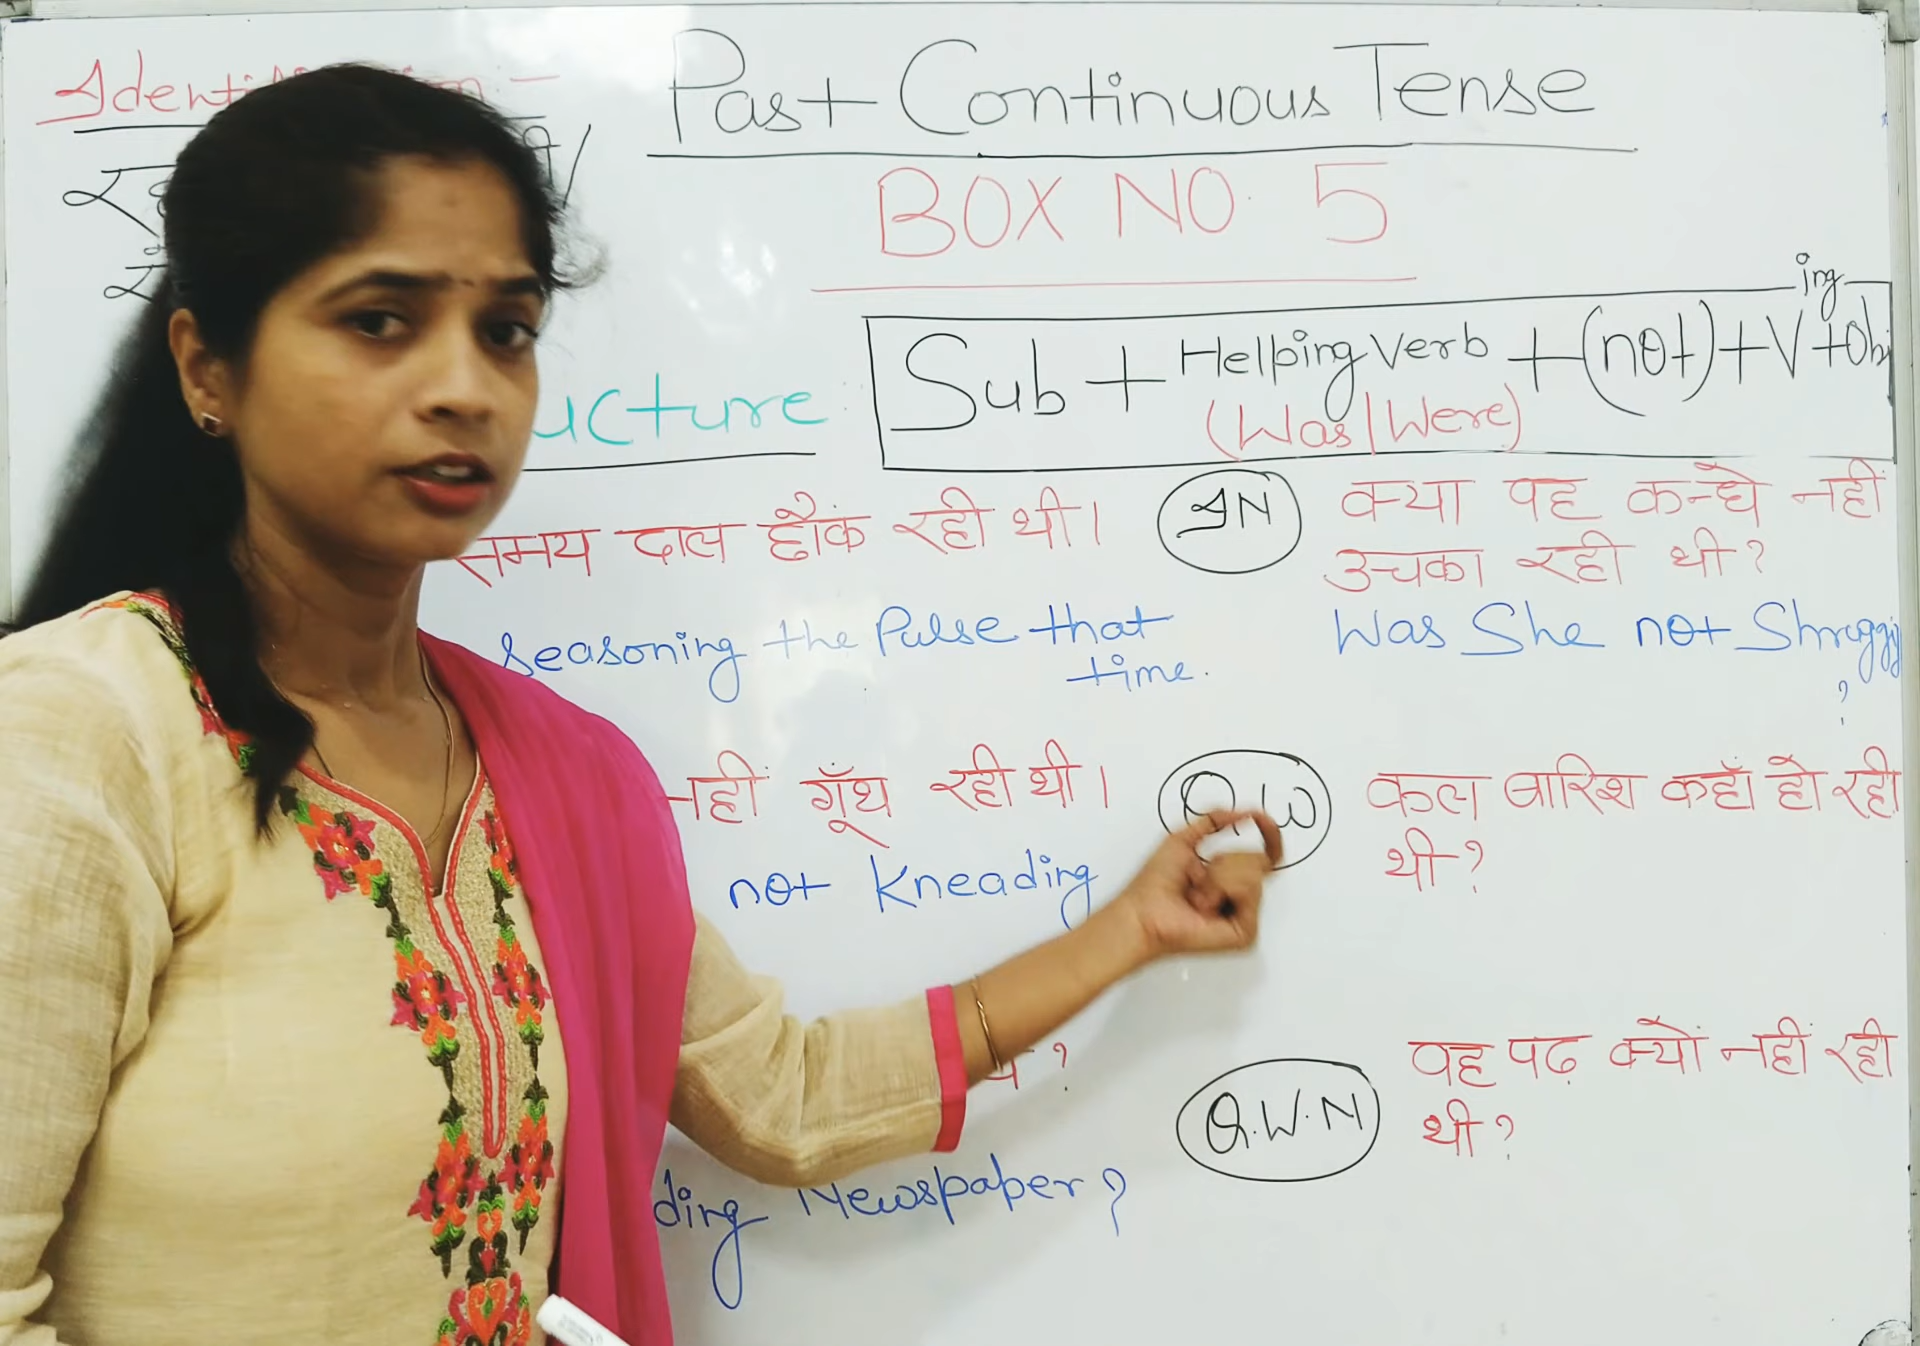 Past Continuous Tense
BOX NO. 5
ing
Sub + Helping Verb + (not) + V + Obj
(Was/Were)
ucture
समय दाल छौंक रही थी।
seasoning the Pulse that
time.
IN
क्या वह कन्धे नहीं
उचका रही थी?
Was She not Shrugging
?
नहीं गूँथ रही थी।
not Kneading
Q.W
कल बारिश कहाँ हो रही
थी?
?
ding Newspaper?
Q.W.N
वह पढ़ क्यों नहीं रही
थी?